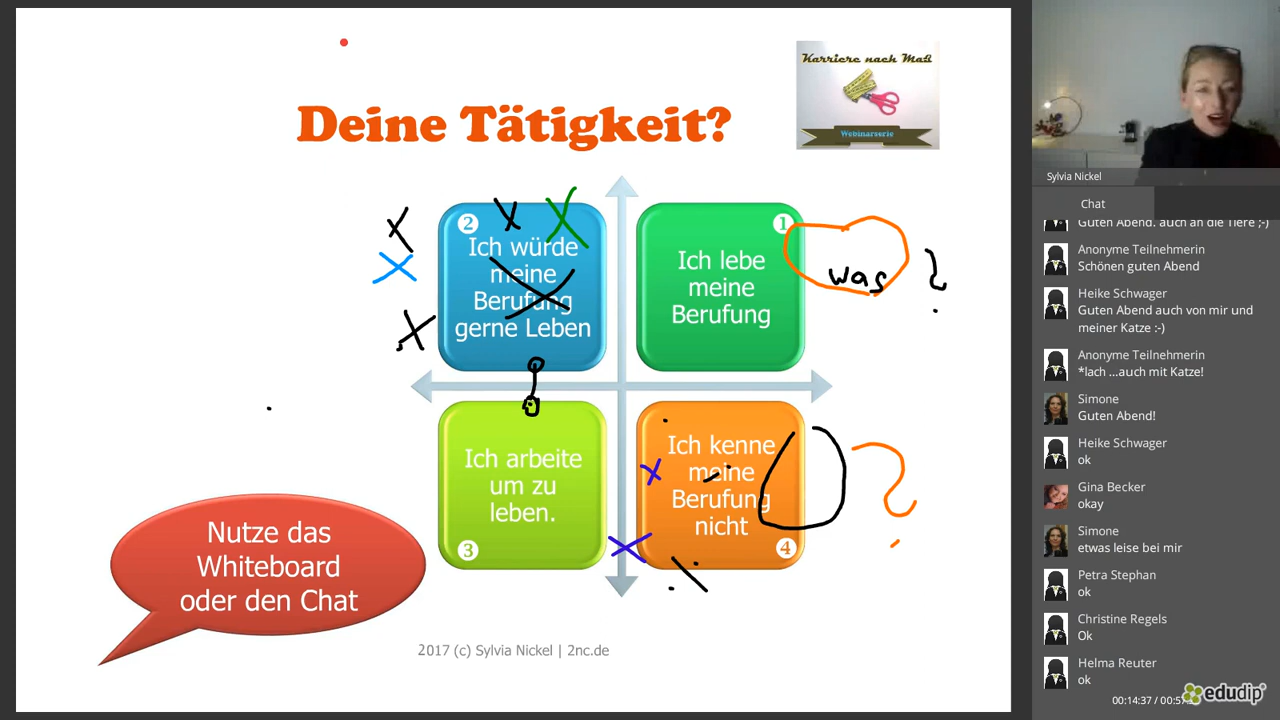 Karriere nach Maß
Webinarserie
Deine Tätigkeit?
2
Ich würde
meine
Berufung
gerne Leben
1
Ich lebe
meine
Berufung
was
?
Ich arbeite
um zu
leben.
3
Ich kenne
meine
Berufung
nicht
4
?
Nutze das
Whiteboard
oder den Chat
2017 (c) Sylvia Nickel | 2nc.de
Sylvia Nickel
Chat
Guten Abend. auch an die Tiere ;-)
Anonyme Teilnehmerin
Schönen guten Abend
Heike Schwager
Guten Abend auch von mir und
meiner Katze :-)
Anonyme Teilnehmerin
*lach ...auch mit Katze!
Simone
Guten Abend!
Heike Schwager
ok
Gina Becker
okay
Simone
etwas leise bei mir
Petra Stephan
ok
Christine Regels
Ok
Helma Reuter
ok
00:14:37 / 00:57:
edudip